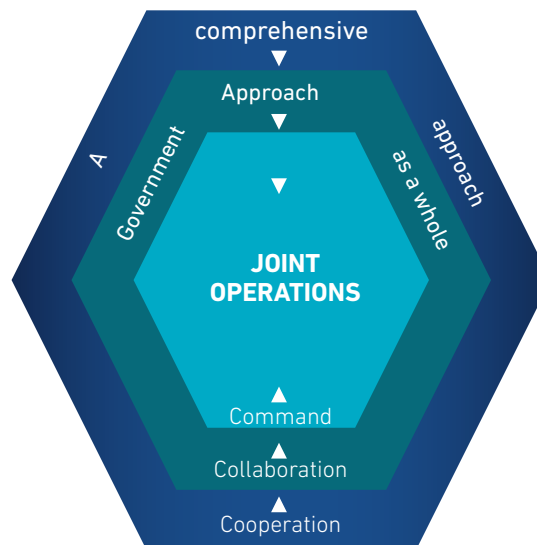 A
comprehensive
approach
Government
Approach
as a whole
JOINT
OPERATIONS
Command
Collaboration
Cooperation